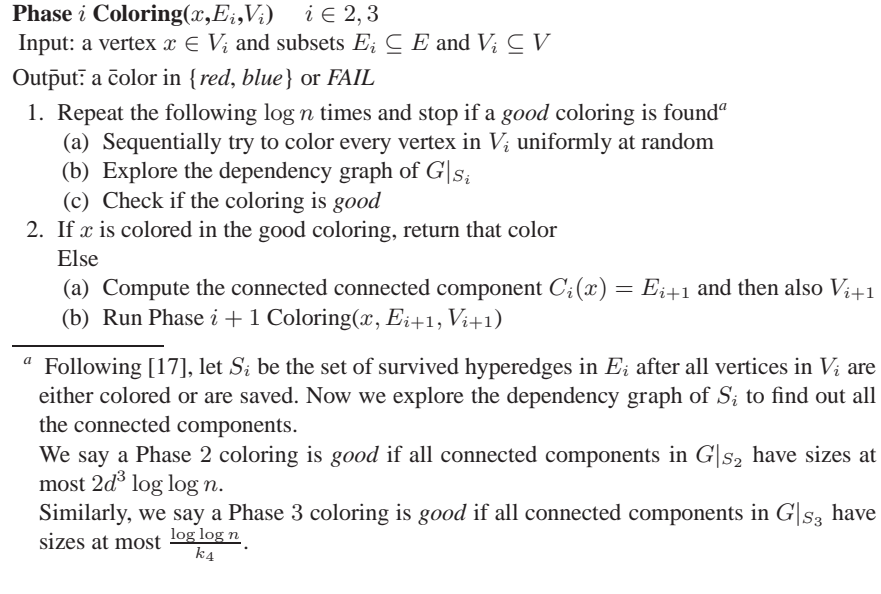 Phase i Coloring(x,E_i,V_i)    i ∈ 2, 3
Input: a vertex x ∈ V_i and subsets E_i ⊆ E and V_i ⊆ V
Output: a color in {red, blue} or FAIL
1. Repeat the following log n times and stop if a good coloring is found^a
(a) Sequentially try to color every vertex in V_i uniformly at random
(b) Explore the dependency graph of G|_{S_i}
(c) Check if the coloring is good
2. If x is colored in the good coloring, return that color
Else
(a) Compute the connected connected component C_i(x) = E_{i+1} and then also V_{i+1}
(b) Run Phase i + 1 Coloring(x, E_{i+1}, V_{i+1})
^a Following [17], let S_i be the set of survived hyperedges in E_i after all vertices in V_i are
either colored or are saved. Now we explore the dependency graph of S_i to find out all
the connected components.
We say a Phase 2 coloring is good if all connected components in G|_{S_2} have sizes at
most 2d^3 log log n.
Similarly, we say a Phase 3 coloring is good if all connected components in G|_{S_3} have
sizes at most \frac{log log n}{k_4}.